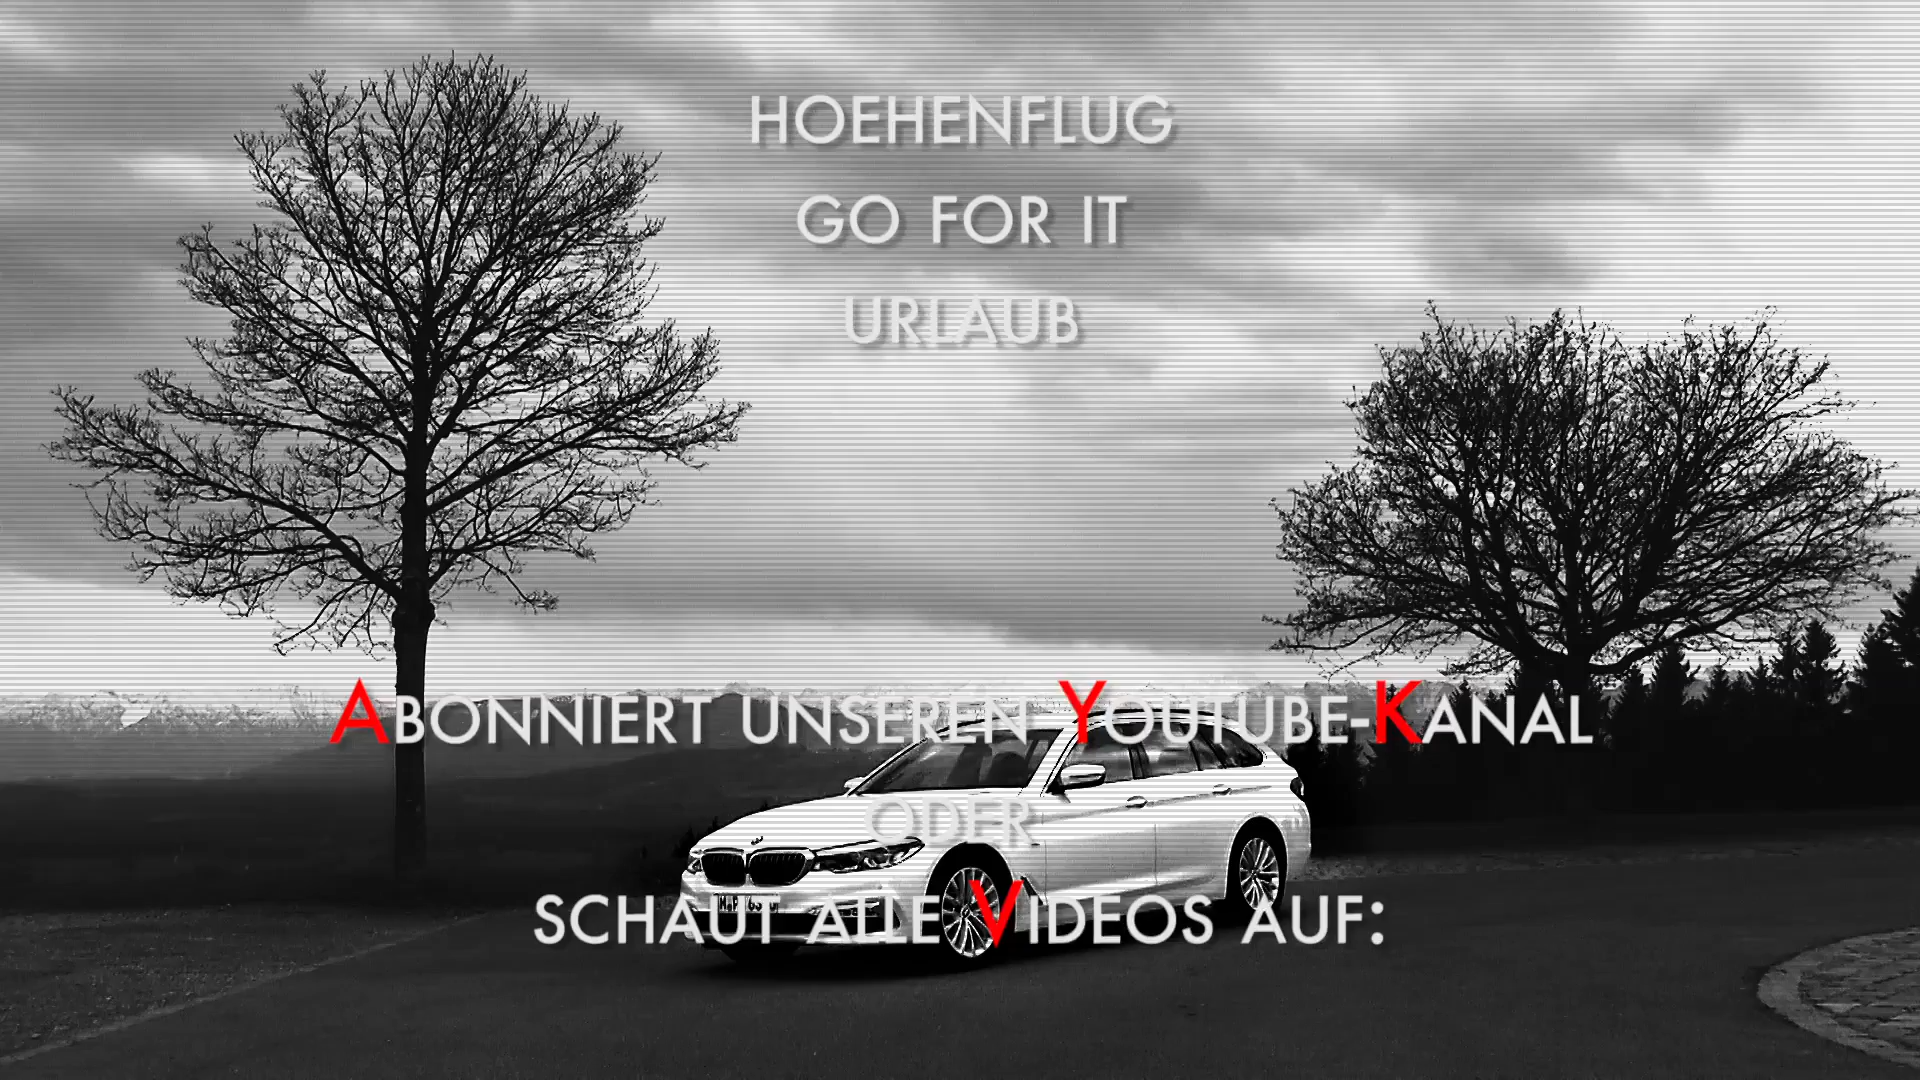 HOEHENFLUG
GO FOR IT
URLAUB
ABONNIERT UNSEREN YOUTUBE-KANAL
ODER
SCHAUT ALLE VIDEOS AUF: